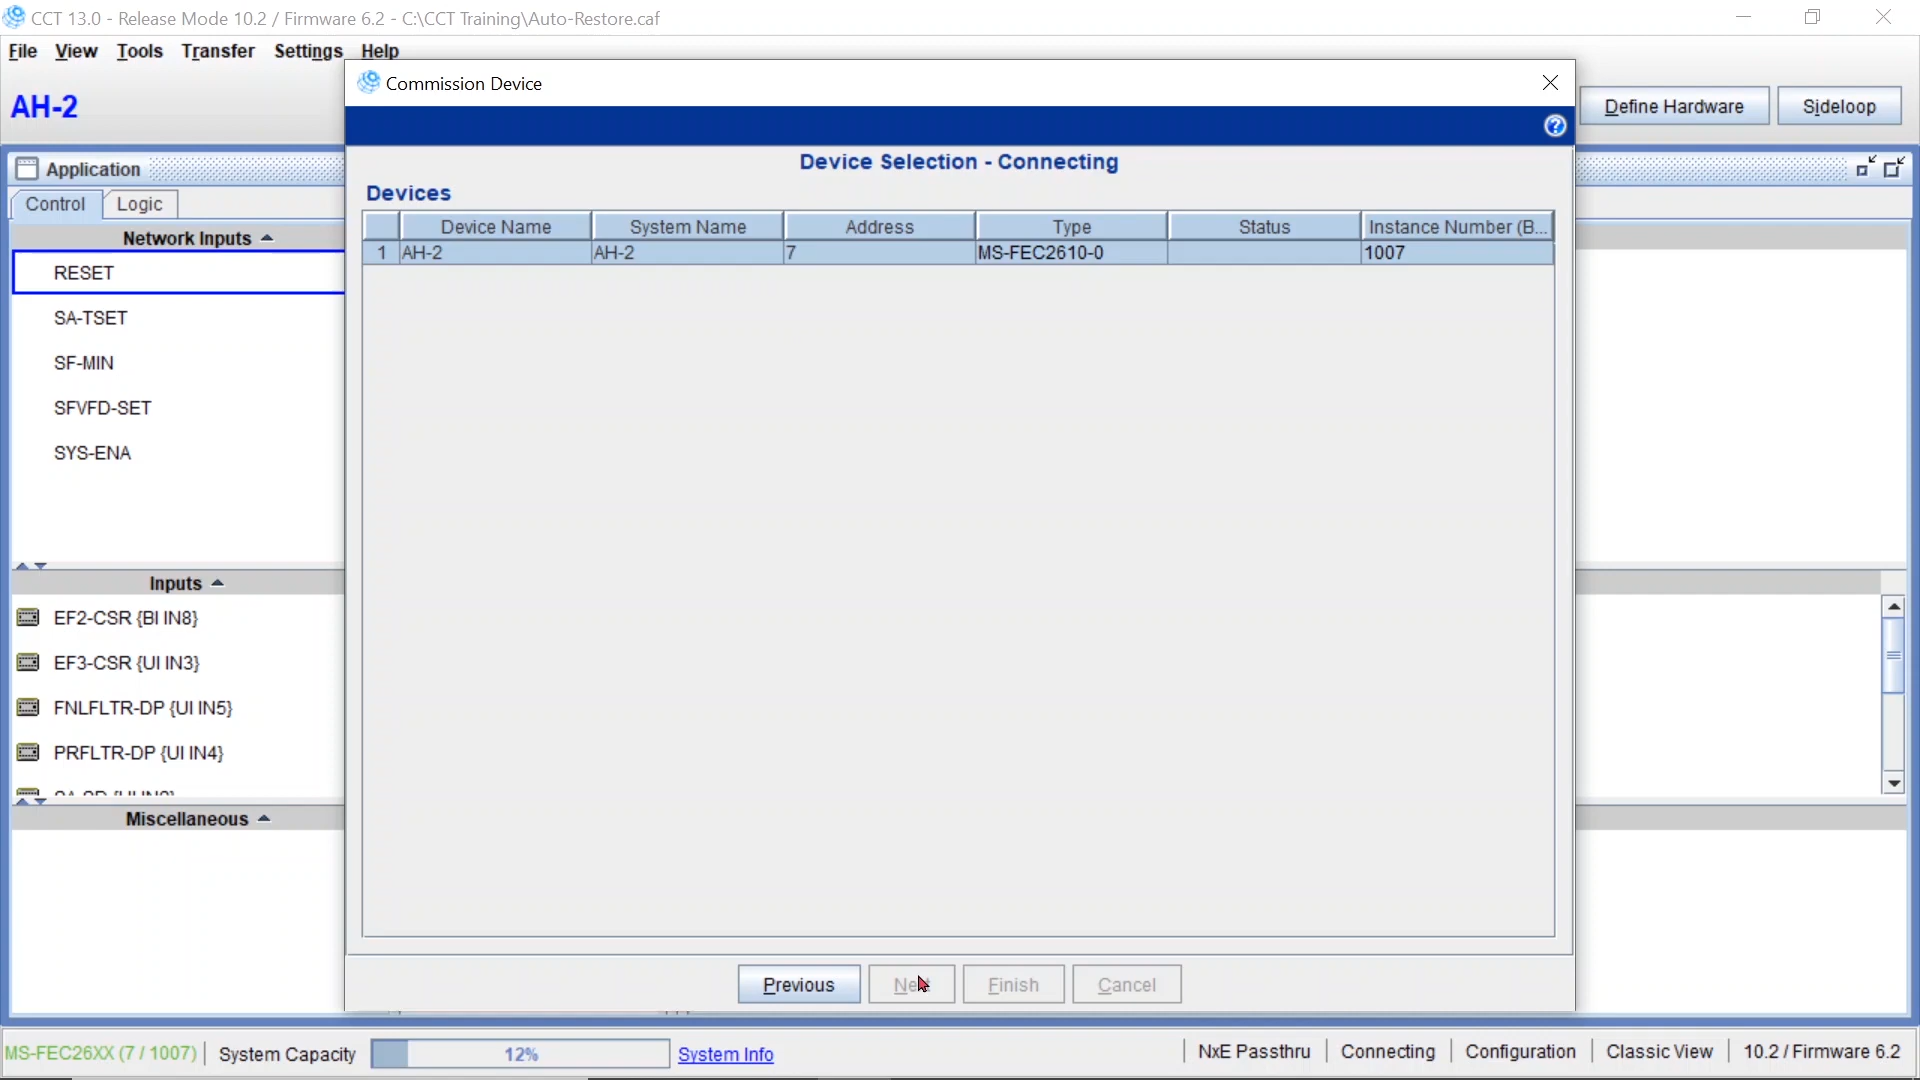 CCT 13.0 - Release Mode 10.2 / Firmware 6.2 - C:\CCT Training\Auto-Restore.caf
File View Tools Transfer Settings Help
Commission Device
AH-2
Define Hardware Sideloop
Device Selection - Connecting
Application
Devices
Control Logic
Device Name System Name Address Type Status Instance Number (B...
1 AH-2 AH-2 7 MS-FEC2610-0 1007
Network Inputs
RESET
SA-TSET
SF-MIN
SFVFD-SET
SYS-ENA
Inputs
EF2-CSR {BI IN8}
EF3-CSR {UI IN3}
FNLFLTR-DP {UI IN5}
PRFLTR-DP {UI IN4}
Miscellaneous
Previous Next Finish Cancel
MS-FEC26XX (7 / 1007) System Capacity 12% System Info NxE Passthru Connecting Configuration Classic View 10.2 / Firmware 6.2